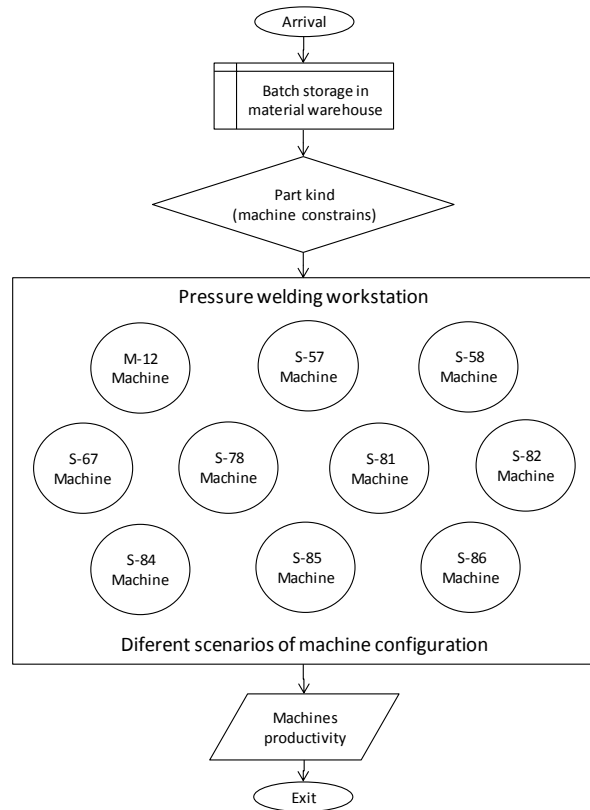 Arrival
Batch storage in
material warehouse
Part kind
(machine constrains)
Pressure welding workstation
M-12
Machine
S-57
Machine
S-58
Machine
S-67
Machine
S-78
Machine
S-81
Machine
S-82
Machine
S-84
Machine
S-85
Machine
S-86
Machine
Diferent scenarios of machine configuration
Machines
productivity
Exit